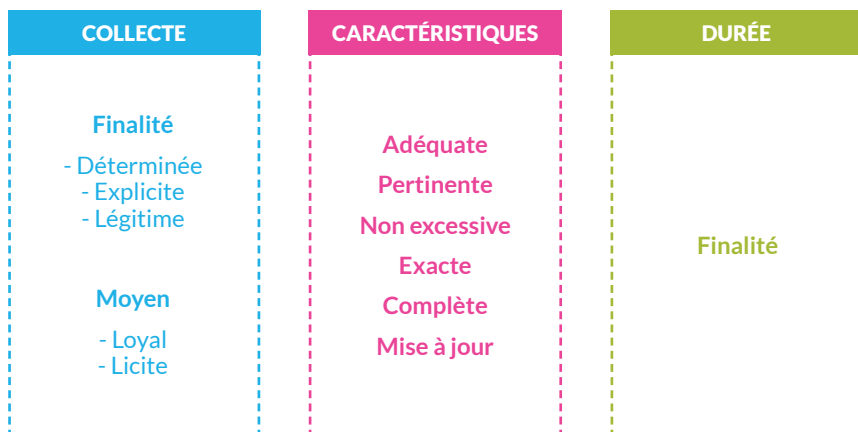 COLLECTE
Finalité
- Déterminée
- Explicite
- Légitime
Moyen
- Loyal
- Licite
CARACTÉRISTIQUES
Adéquate
Pertinente
Non excessive
Exacte
Complète
Mise à jour
DURÉE
Finalité